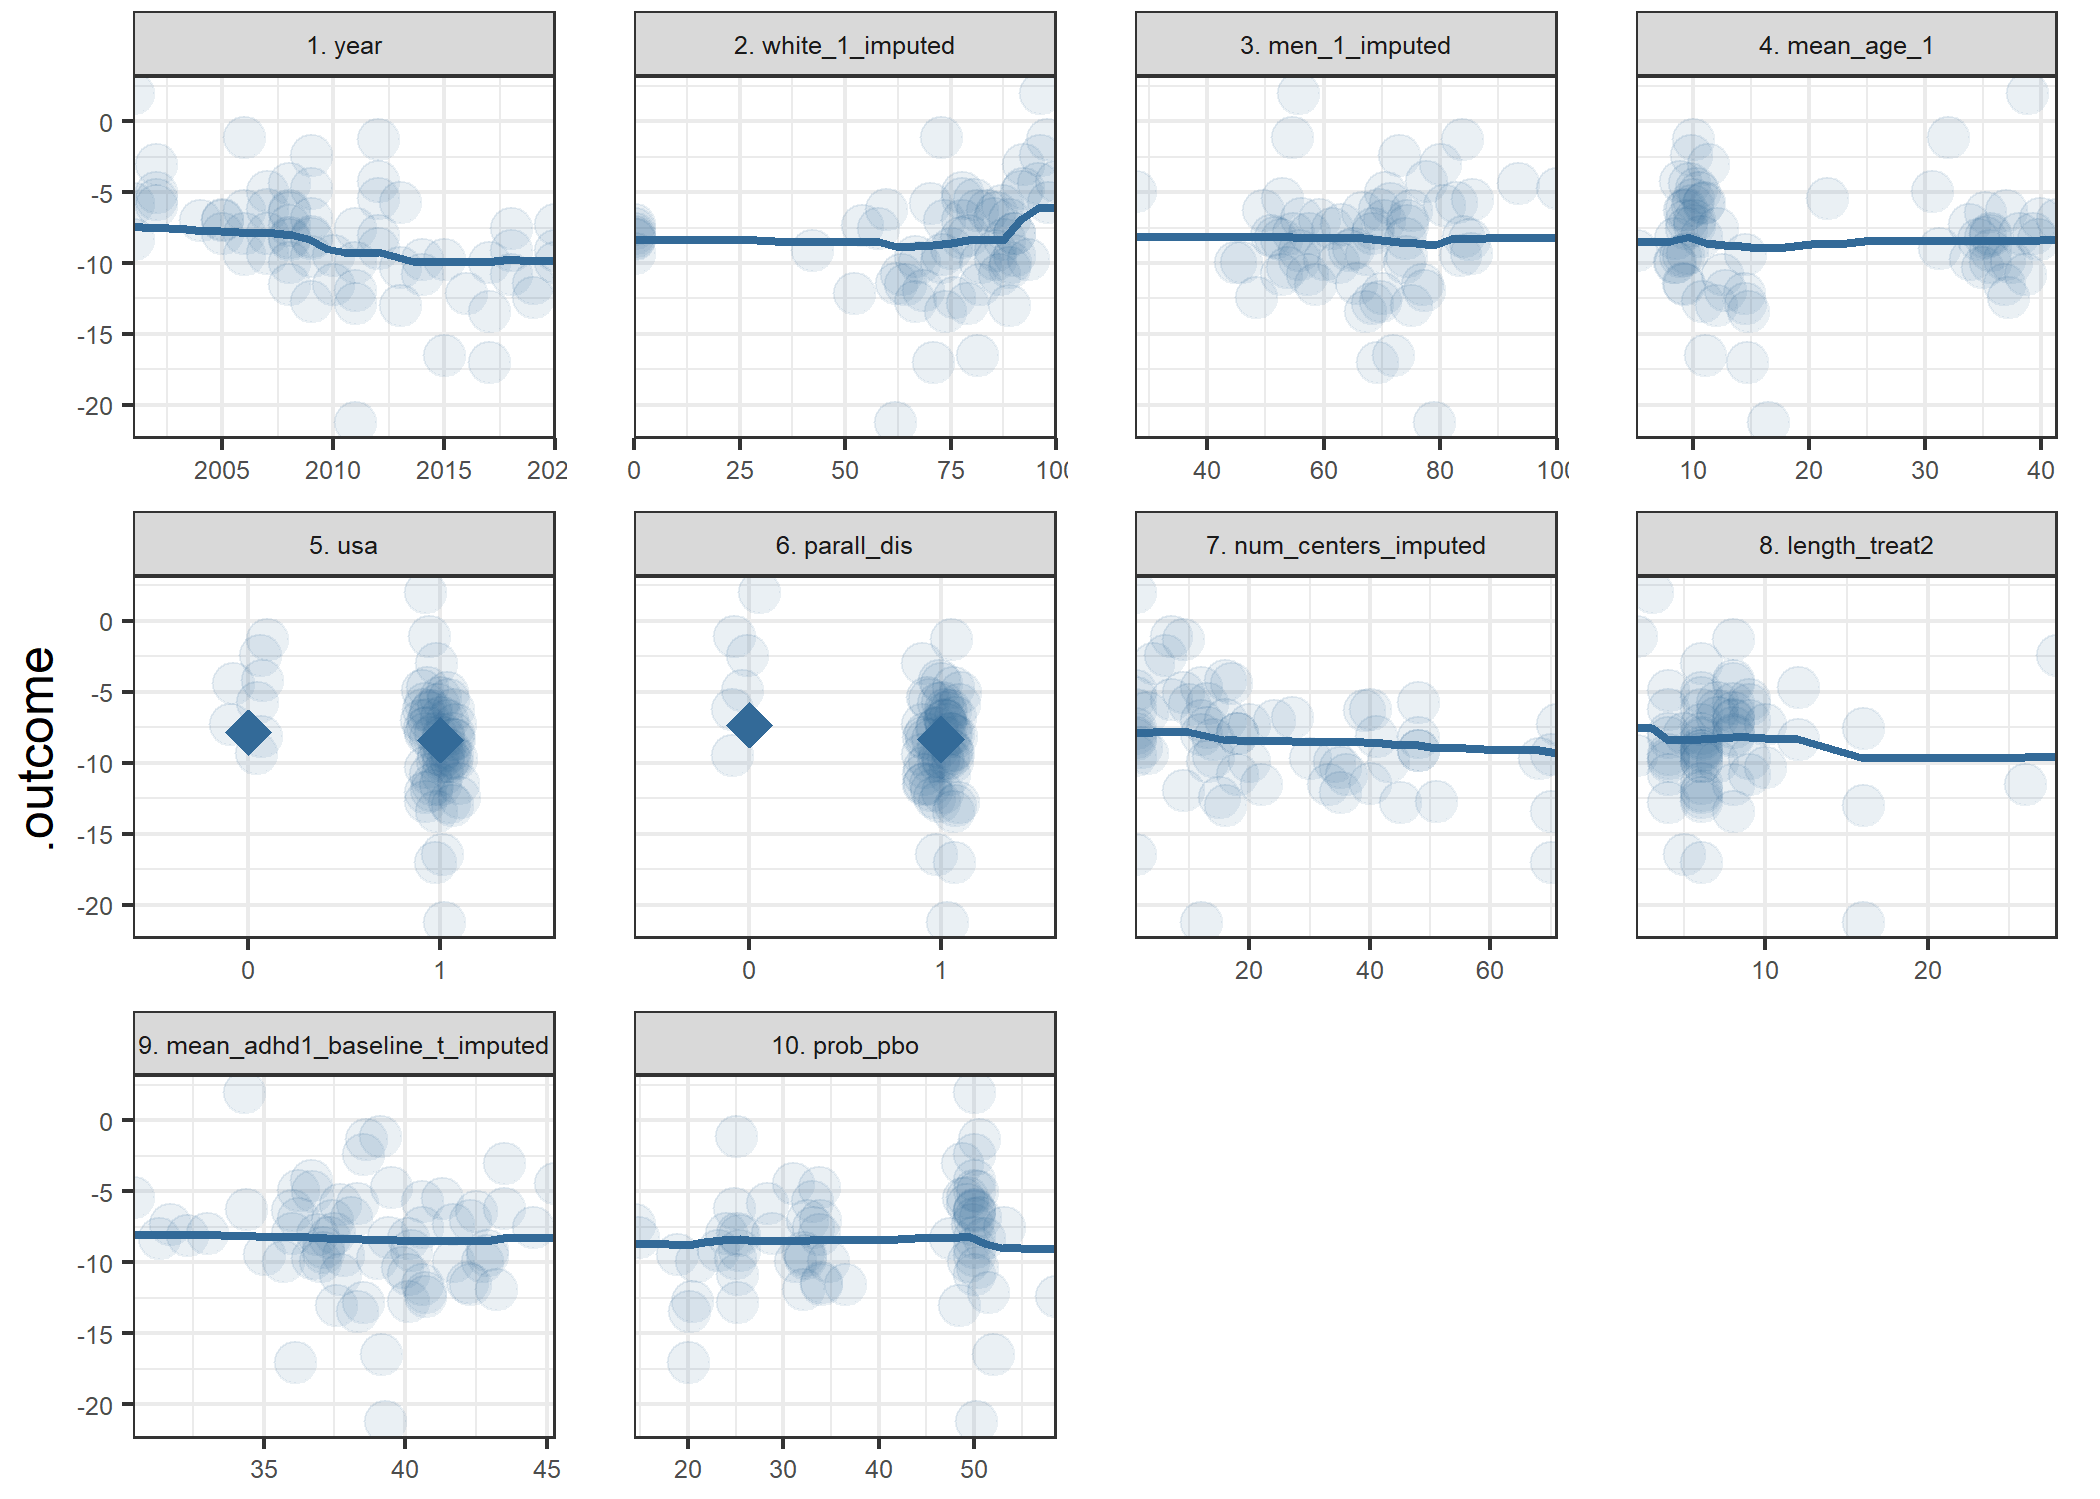 1. year
2. white_1_imputed
3. men_1_imputed
4. mean_age_1
0
-5
-10
-15
-20
2005 2010 2015 202
0 25 50 75 100
40 60 80 100
10 20 30 40
5. usa
6. parall_dis
7. num_centers_imputed
8. length_treat2
.outcome
0
-5
-10
-15
-20
0 1
0 1
20 40 60
10 20
9. mean_adhd1_baseline_t_imputed
10. prob_pbo
0
-5
-10
-15
-20
35 40 45
20 30 40 50